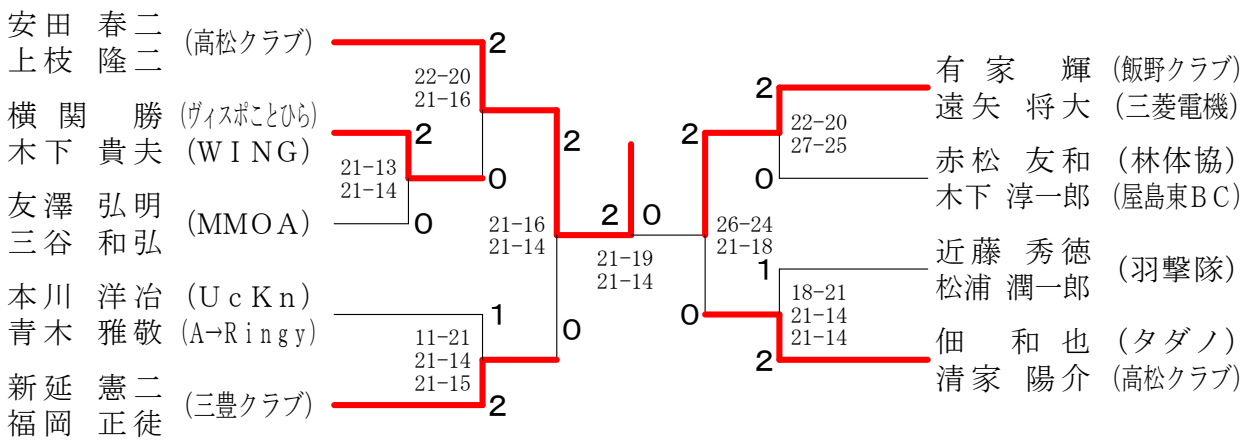 安田 春二 (高松クラブ)
上枝 隆二
横関 勝 (ヴィスポことひら)
木下 貴夫 (WING)
友澤 弘明 (MMOA)
三谷 和弘
本川 洋治 (UcKn)
青木 雅敬 (A→Ringy)
新延 憲二 (三豊クラブ)
福岡 正徒
2
22-20
21-16
2
0
21-13
21-14
0
2
21-16
21-14
1
0
11-21
21-14
21-15
2
2 0
21-19
21-14
2
26-24
21-18
0
2
22-20
27-25
0
1
18-21
21-14
21-14
2
有家 輝 (飯野クラブ)
遠矢 将大 (三菱電機)
赤松 友和 (林体協)
木下 淳一郎 (屋島東BC)
近藤 秀徳 (羽撃隊)
松浦 潤一郎
佃 和也 (タダノ)
清家 陽介 (高松クラブ)